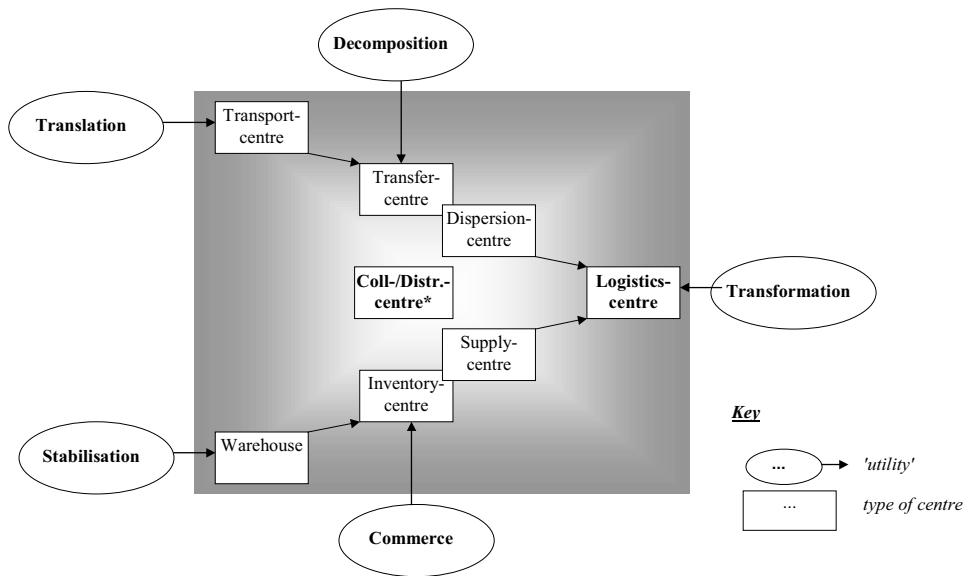 Decomposition
Translation
Transport-
centre
Transfer-
centre
Dispersion-
centre
Coll-/Distr.-
centre*
Logistics-
centre
Transformation
Supply-
centre
Inventory-
centre
Warehouse
Stabilisation
Commerce
Key
...
'utility'
...
type of centre